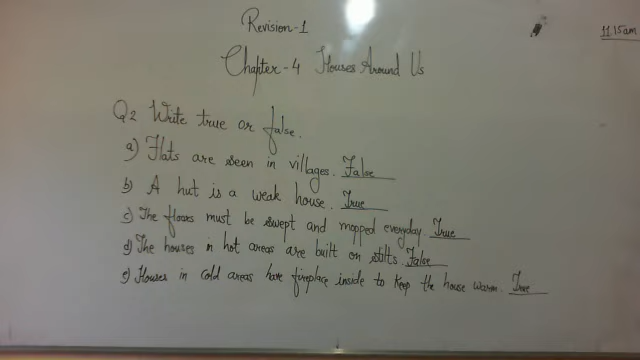 Revision-1
11:15am
Chapter-4 Houses Around Us
Q2 Write true or false.
a) Flats are seen in villages. False
b) A hut is a weak house. True
c) The floors must be swept and mopped everyday. True
d) The houses in hot areas are built on stilts. False
e) Houses in cold areas have fireplace inside to keep the house warm. True